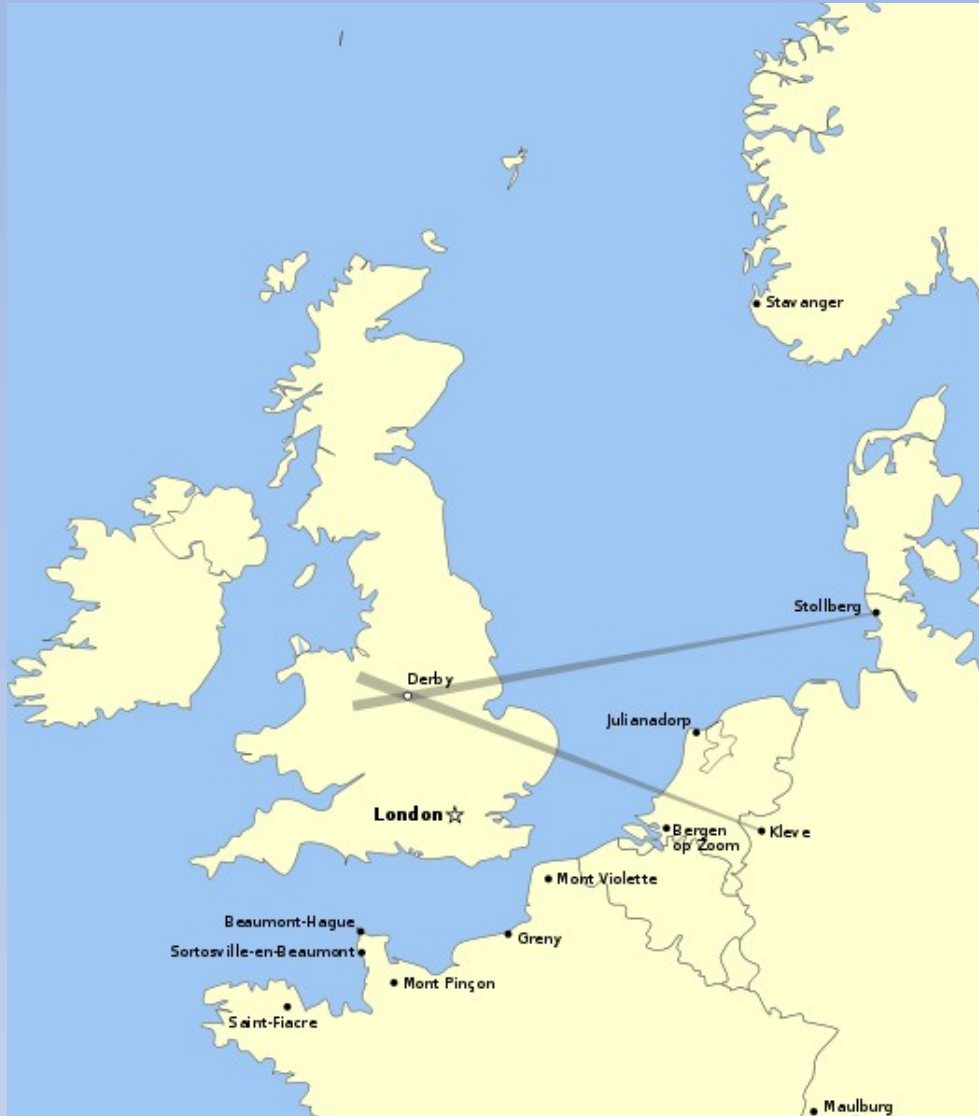 Stavanger
Stollberg
Derby
Julianadorp
London
Bergen
op Zoom
Kleve
Mont Violette
Beaumont-Hague
Greny
Sortosville-en-Beaumont
Mont Pinçon
Saint-Fiacre
Maulburg